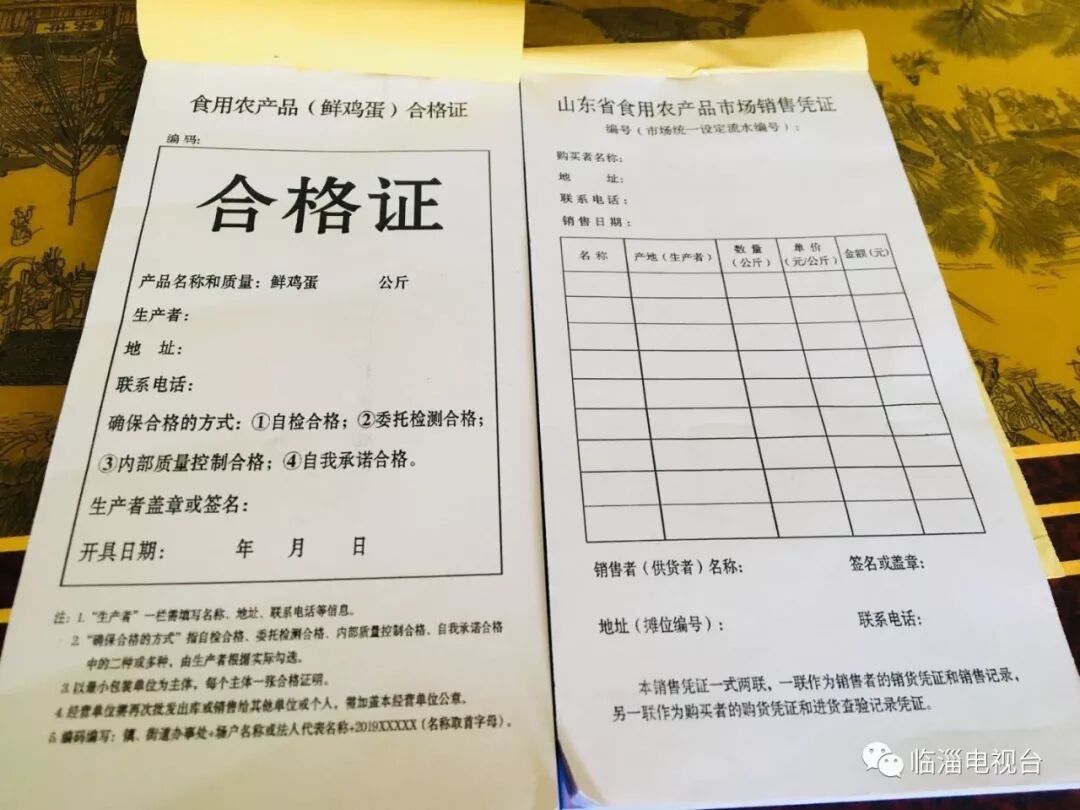 食用农产品（鲜鸡蛋）合格证
编码:
合格证
产品名称和质量：鲜鸡蛋 公斤
生产者：
地 址：
联系电话：
确保合格的方式：①自检合格；②委托检测合格；
③内部质量控制合格；④自我承诺合格。
生产者盖章或签名：
开具日期： 年 月 日
注：1.“生产者”一栏需填写名称、地址、联系电话等信息。
2.“确保合格的方式”指自检合格、委托检测合格、内部质量控制合格、自我承诺合格
中的二种或多种，由生产者根据实际勾选。
3.以最小包装单位为主体，每个主体一张合格证明。
4.经营单位需再次批发出库或销售给其他单位或个人，需加盖本经营单位公章。
5.编码编写：镇、街道办事处+场户名称或法人代表名称+2019XXXXX（名称取首字母）。
山东省食用农产品市场销售凭证
编号（市场统一设定流水编号）：
购买者名称：
地 址：
联系电话：
销售日期：
名称 产地（生产者） 数量（公斤） 单价（元/公斤） 金额（元）
销售者（供货者）名称： 签名或盖章：
地址（摊位编号）： 联系电话：
本销售凭证一式两联，一联作为销售者的销货凭证和销售记录，
另一联作为购买者的购货凭证和进货查验记录凭证。
临淄电视台